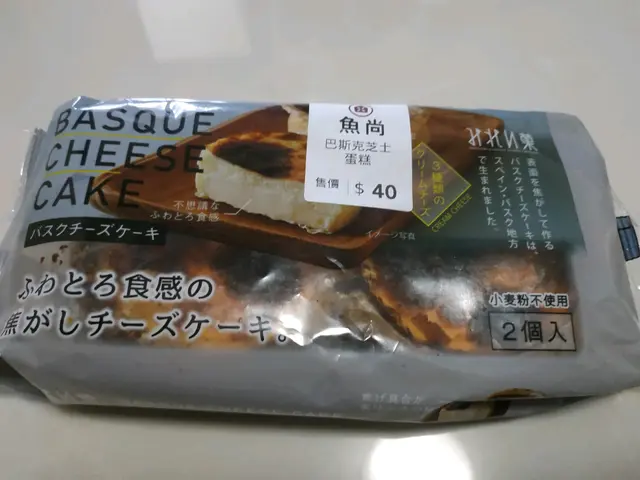 BASQUE
CHEESE
CAKE
バスクチーズケーキ
ふわとろ食感の
焦がしチーズケーキ。
不思議な
ふわとろ食感
魚尚
巴斯克芝士
蛋糕
售價 $ 40
3種類の
クリームチーズ
CREAM CHEESE
イメージ写真
表面を焦がして作る
バスクチーズケーキは、
スペイン・バスク地方
で生まれました。
小麦粉不使用
2個入